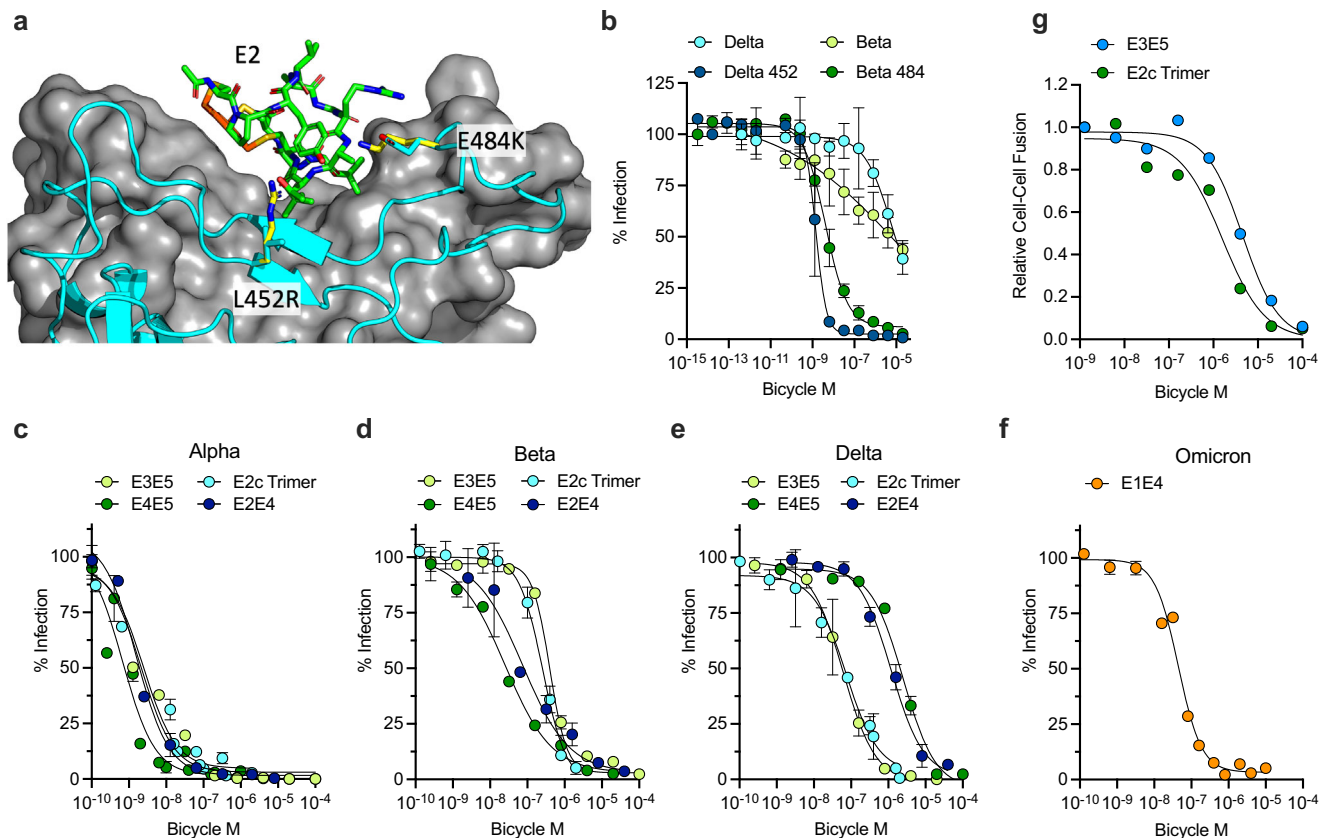 a
E2
E484K
L452R
b
Delta Beta
Delta 452 Beta 484
% Infection
125
100
75
50
25
0
10⁻¹⁵ 10⁻¹³ 10⁻¹¹ 10⁻⁹ 10⁻⁷ 10⁻⁵
Bicycle M
g
E3E5
E2c Trimer
Relative Cell-Cell Fusion
1.2
1.0
0.8
0.6
0.4
0.2
0.0
10⁻⁹ 10⁻⁸ 10⁻⁷ 10⁻⁶ 10⁻⁵ 10⁻⁴
Bicycle M
c
Alpha
E3E5 E2c Trimer
E4E5 E2E4
% Infection
100
75
50
25
0
10⁻¹⁰ 10⁻⁹ 10⁻⁸ 10⁻⁷ 10⁻⁶ 10⁻⁵ 10⁻⁴
Bicycle M
d
Beta
E3E5 E2c Trimer
E4E5 E2E4
% Infection
100
75
50
25
0
10⁻¹⁰ 10⁻⁹ 10⁻⁸ 10⁻⁷ 10⁻⁶ 10⁻⁵ 10⁻⁴
Bicycle M
e
Delta
E3E5 E2c Trimer
E4E5 E2E4
% Infection
100
75
50
25
0
10⁻¹⁰ 10⁻⁹ 10⁻⁸ 10⁻⁷ 10⁻⁶ 10⁻⁵ 10⁻⁴
Bicycle M
f
Omicron
E1E4
% Infection
100
75
50
25
0
10⁻¹⁰ 10⁻⁹ 10⁻⁸ 10⁻⁷ 10⁻⁶ 10⁻⁵ 10⁻⁴
Bicycle M